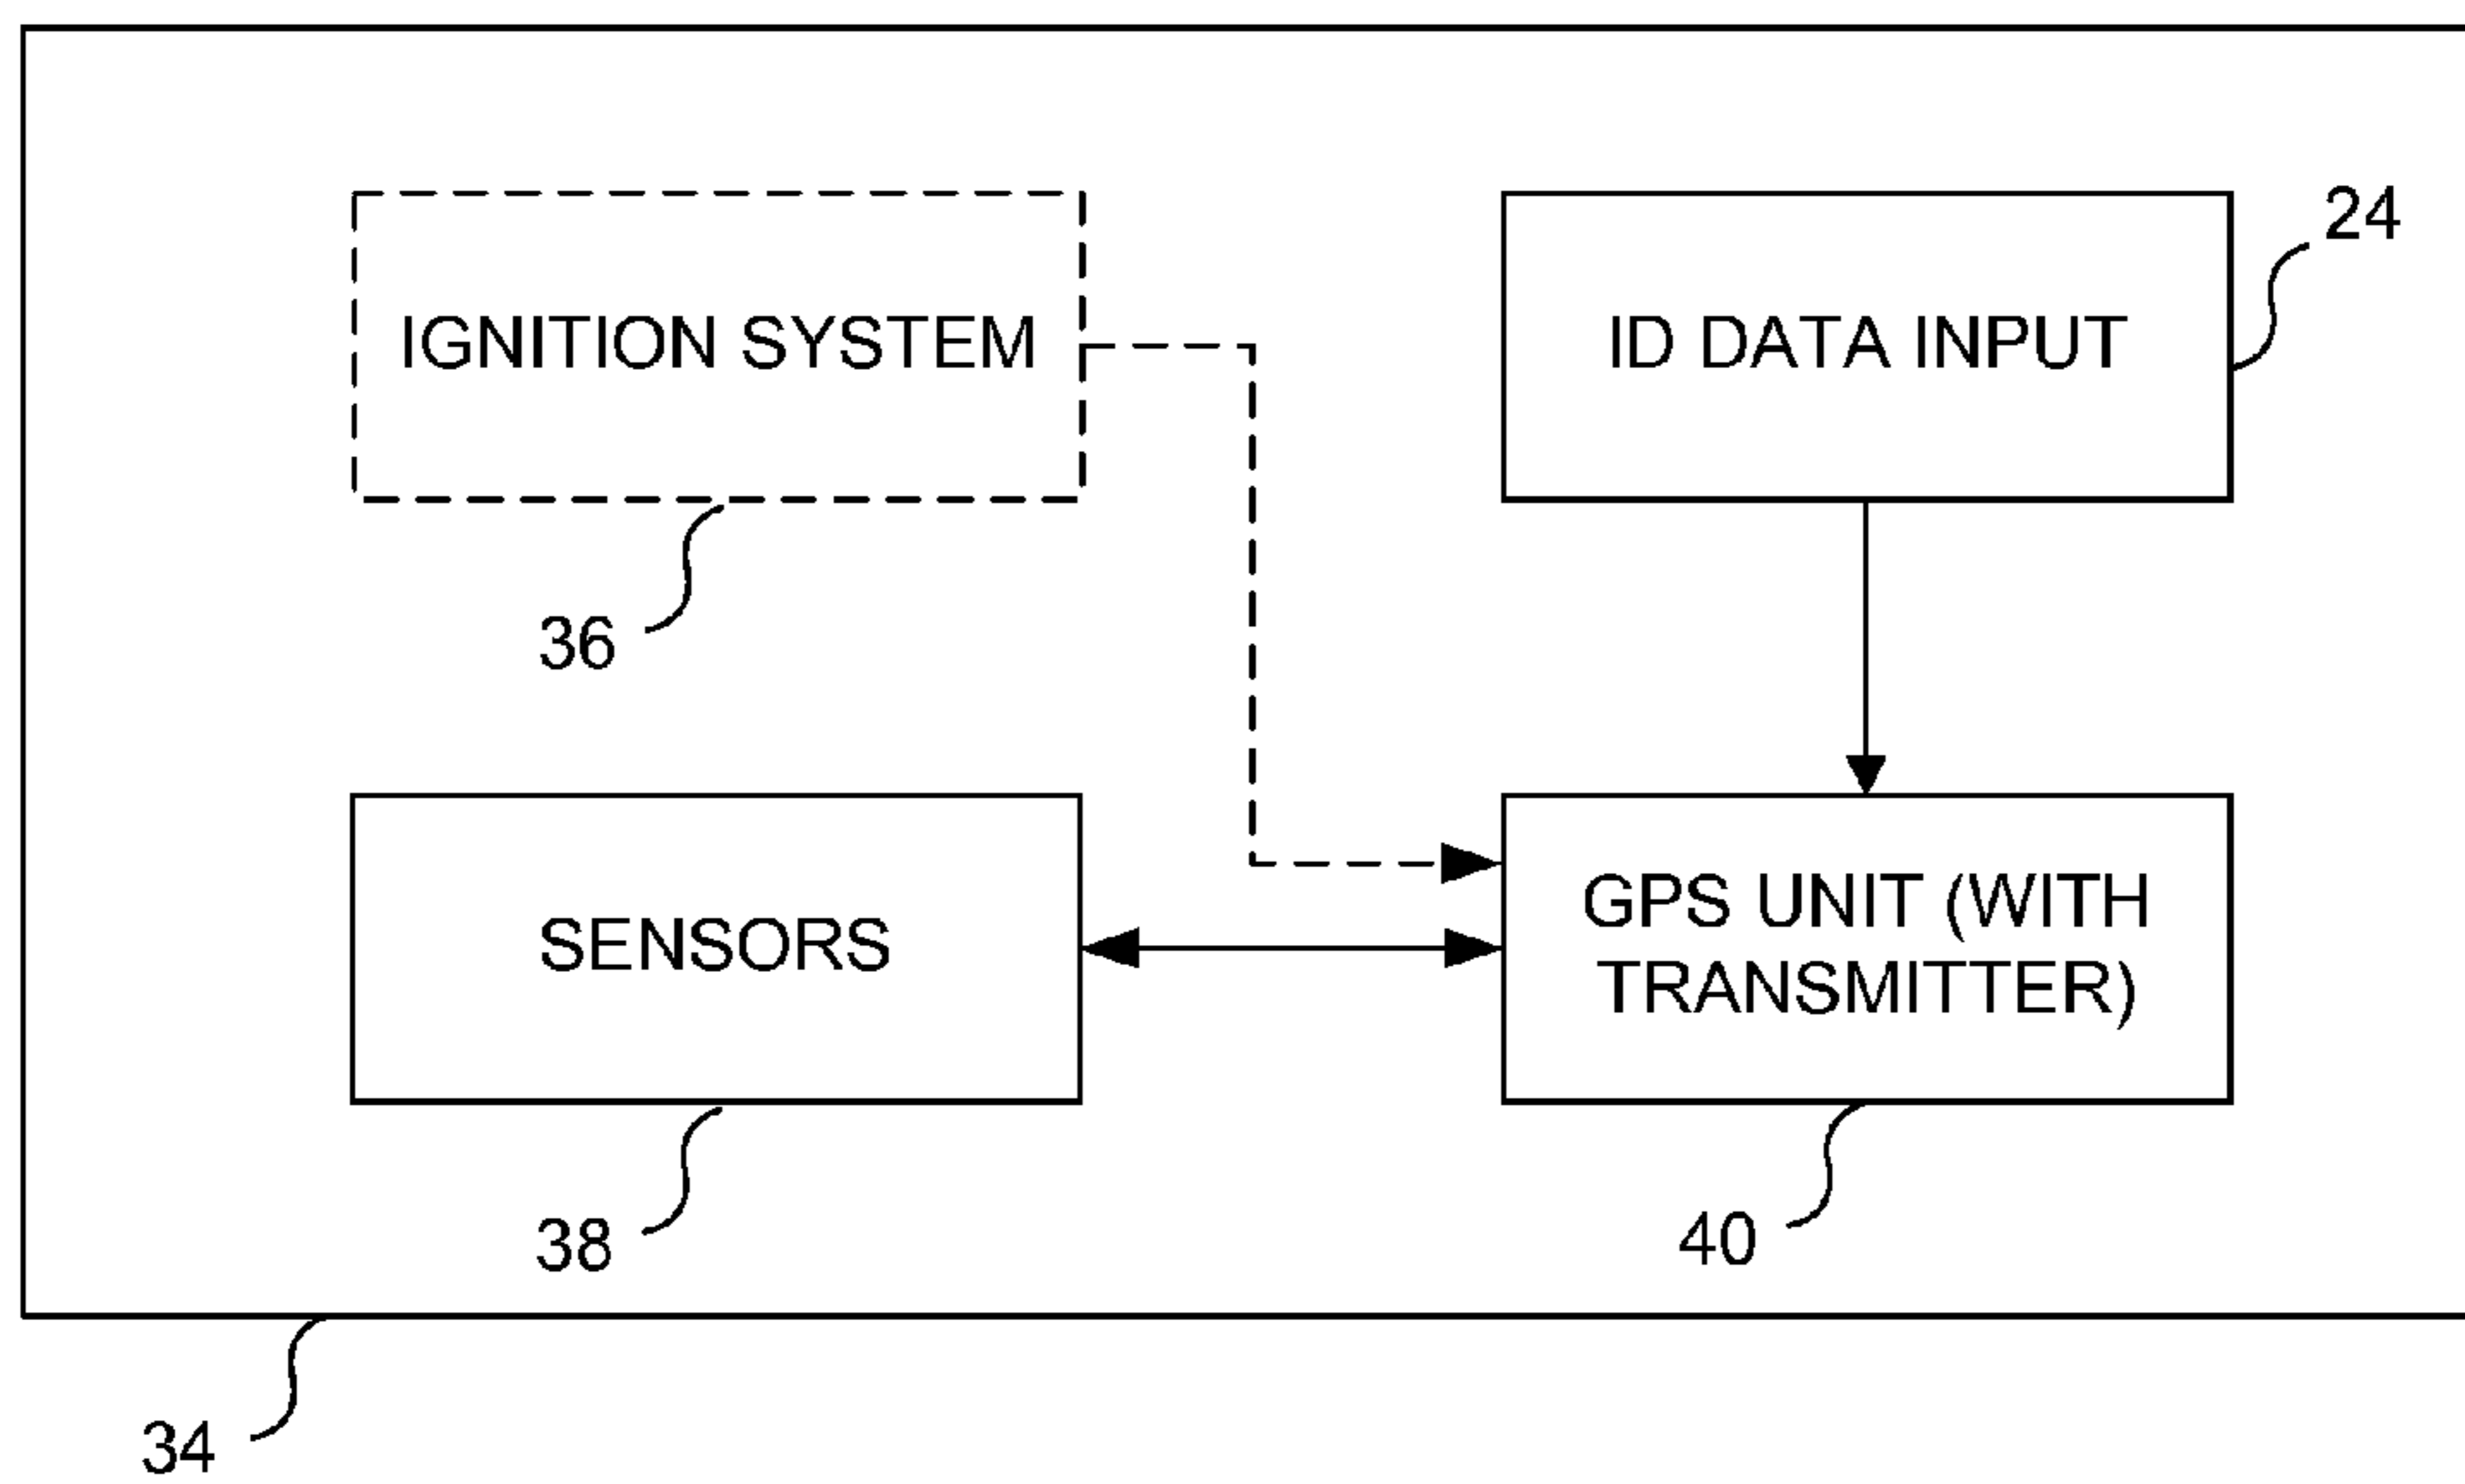 IGNITION SYSTEM
36
ID DATA INPUT
24
SENSORS
38
GPS UNIT (WITH
TRANSMITTER)
40
34